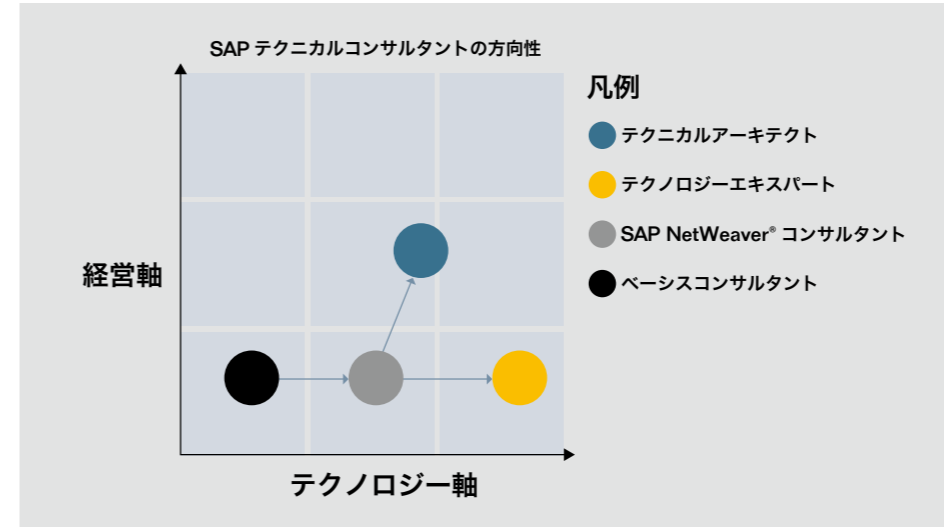 SAP テクニカルコンサルタントの方向性
凡例
テクニカルアーキテクト
テクノロジーエキスパート
SAP NetWeaver® コンサルタント
ベーシスコンサルタント
経営軸
テクノロジー軸